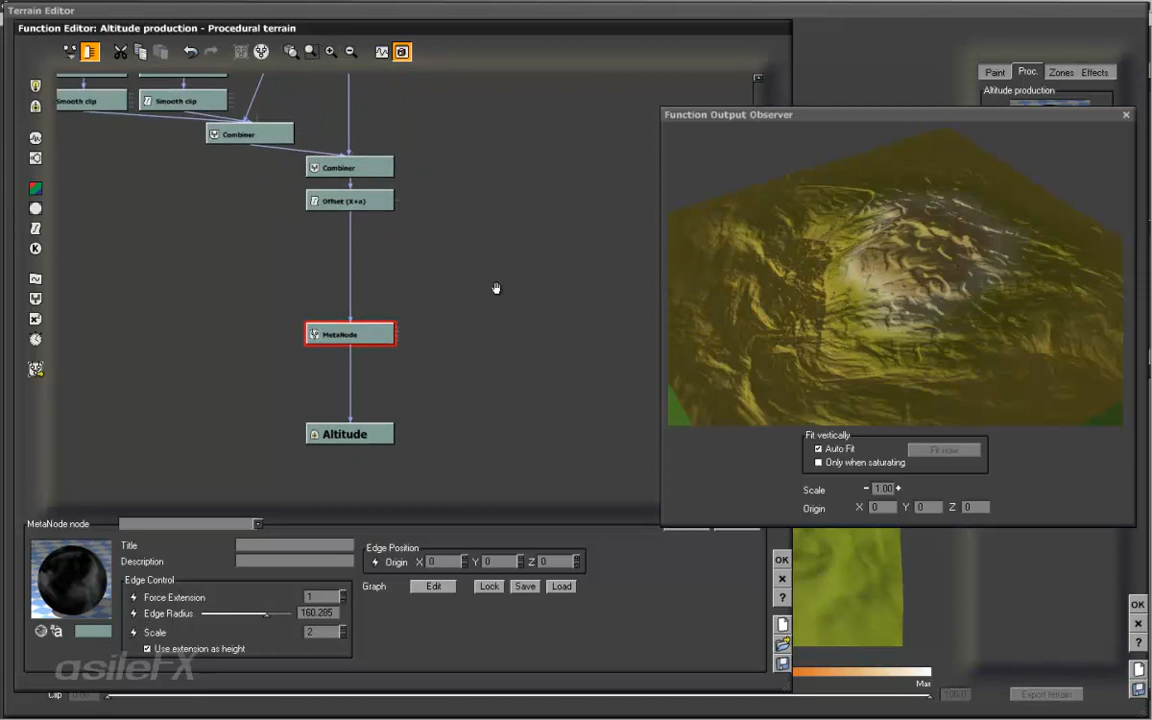 Terrain Editor
Function Editor: Altitude production - Procedural terrain
Paint Proc. Zones Effects
Altitude production
Smooth clip
Smooth clip
Function Output Observer
Combiner
Combiner
Offset (X+a)
MetaNode
Altitude
Fit vertically
Auto Fit
Fit now
Only when saturating
Scale 1.00
Origin X 0 Y 0 Z 0
MetaNode node
Title
Description
Edge Control
Force Extension 1
Edge Radius 160.285
Scale 2
Use extension as height
Edge Position
Origin X 0 Y 0 Z 0
Graph Edit Lock Save Load
OK
OK
asileFX
Max
Clip
100.0
Export terrain